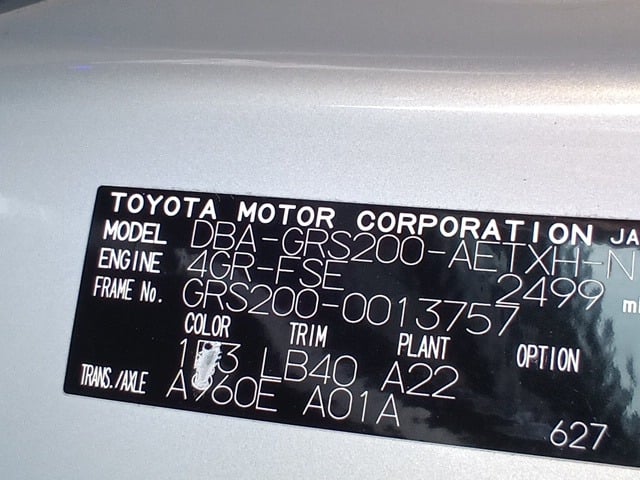 TOYOTA MOTOR CORPORATION JA
MODEL DBA-GRS200-AETXH-N
ENGINE 4GR-FSE 2499 m
FRAME No. GRS200-0013757
COLOR TRIM PLANT OPTION
LB40 A22
TRANS./AXLE A960E A01A
627